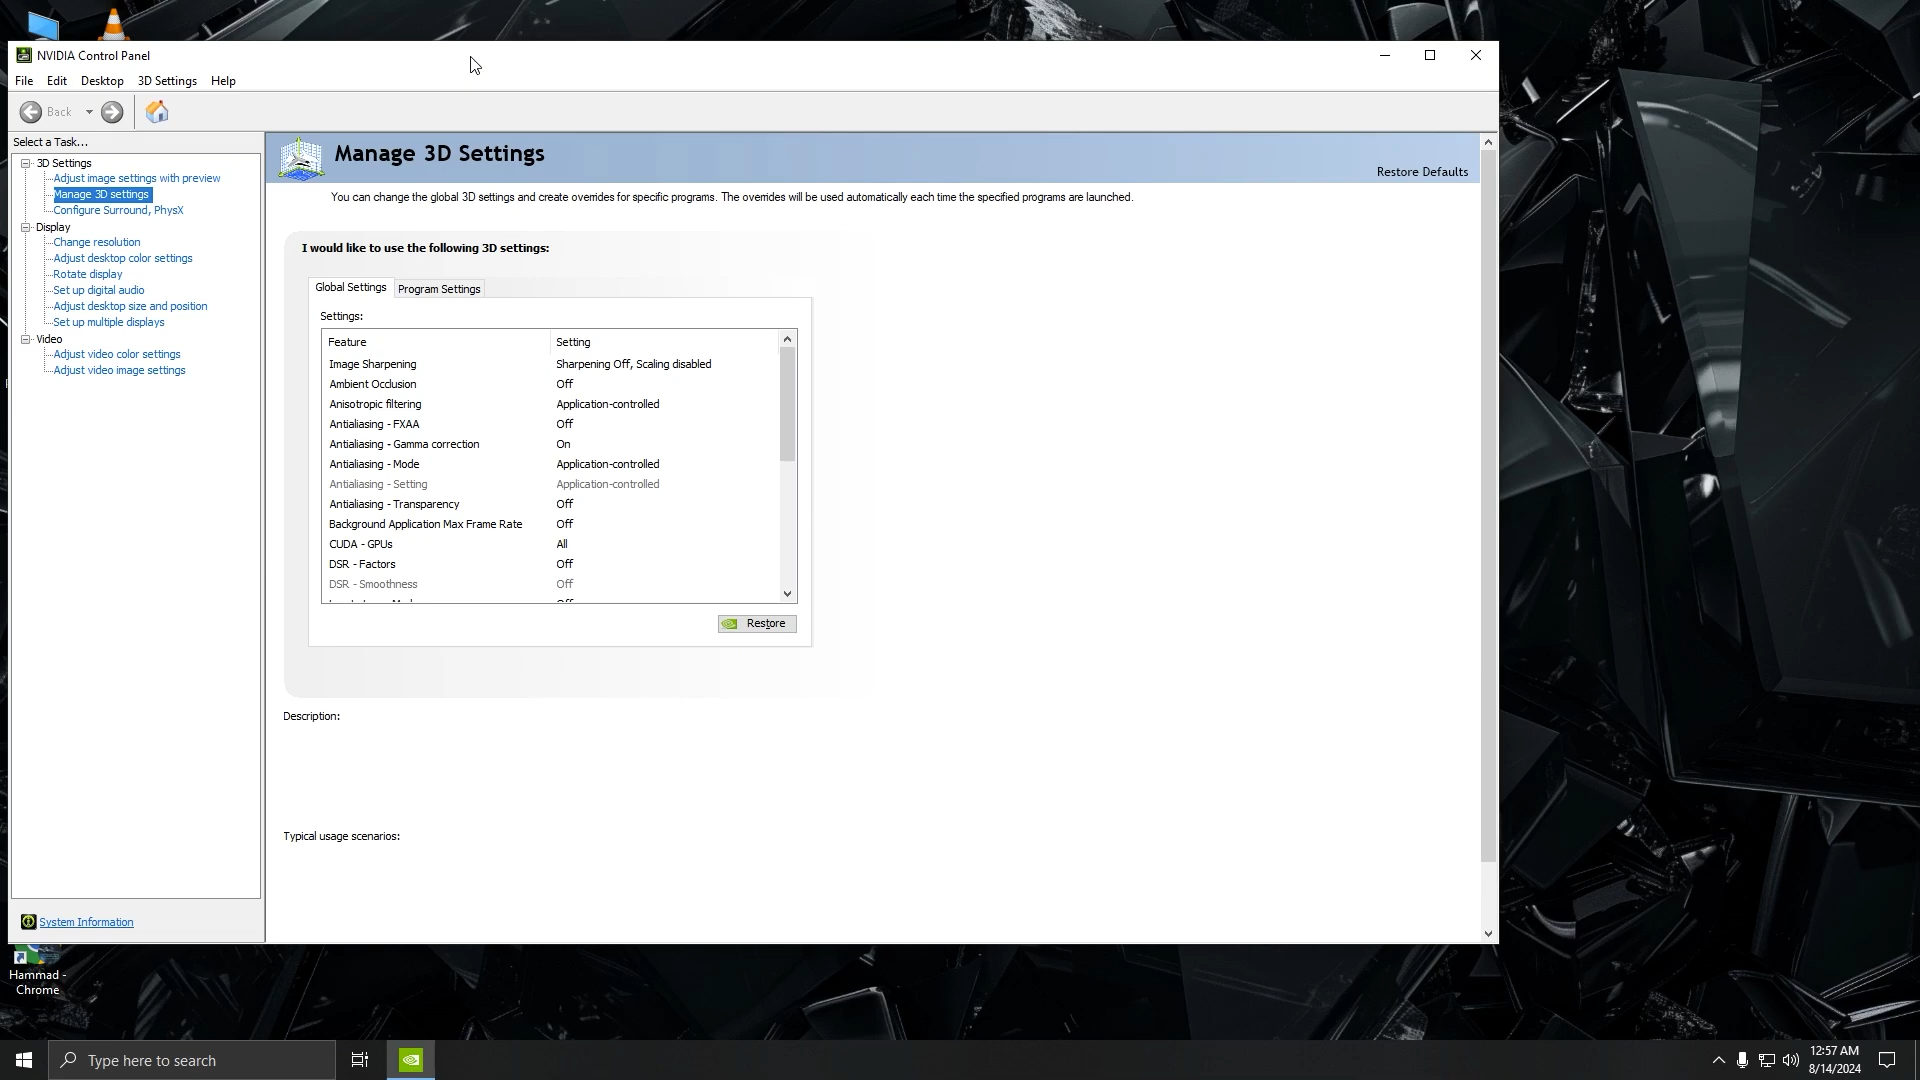 NVIDIA Control Panel
File Edit Desktop 3D Settings Help
Back
Select a Task...
3D Settings
Adjust image settings with preview
Manage 3D settings
Configure Surround, PhysX
Display
Change resolution
Adjust desktop color settings
Rotate display
Set up digital audio
Adjust desktop size and position
Set up multiple displays
Video
Adjust video color settings
Adjust video image settings
System Information
Manage 3D Settings
Restore Defaults
You can change the global 3D settings and create overrides for specific programs. The overrides will be used automatically each time the specified programs are launched.
I would like to use the following 3D settings:
Global Settings Program Settings
Settings:
Feature Setting
Image Sharpening Sharpening Off, Scaling disabled
Ambient Occlusion Off
Anisotropic filtering Application-controlled
Antialiasing - FXAA Off
Antialiasing - Gamma correction On
Antialiasing - Mode Application-controlled
Antialiasing - Setting Application-controlled
Antialiasing - Transparency Off
Background Application Max Frame Rate Off
CUDA - GPUs All
DSR - Factors Off
DSR - Smoothness Off
Restore
Description:
Typical usage scenarios:
Hammad -
Chrome
Type here to search
12:57 AM
8/14/2024